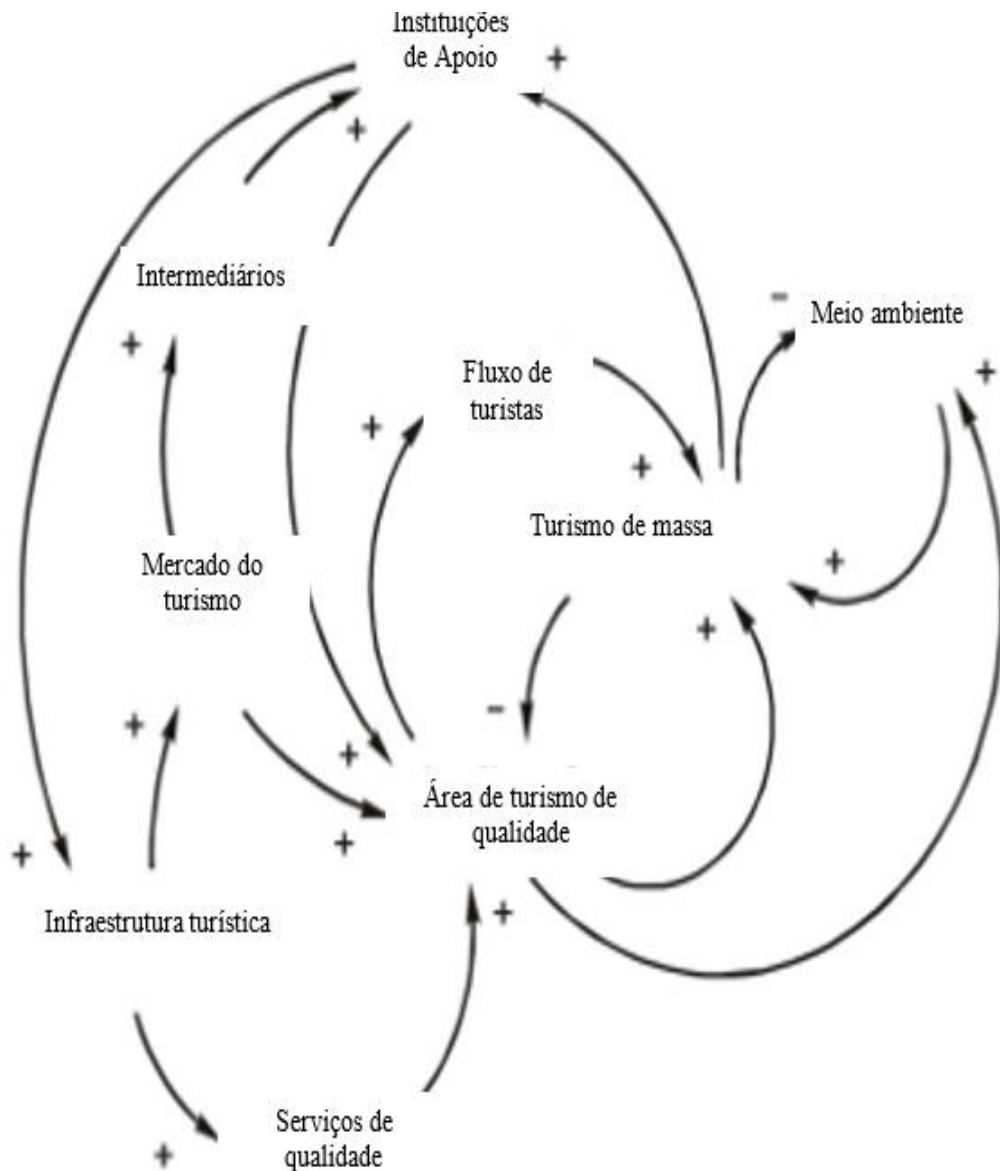 Instituições
de Apoio
+
+
Intermediários
+
-
Meio ambiente
+
Fluxo de
turistas
+
+
Turismo de massa
Mercado do
turismo
+
+
-
+
+
Área de turismo de
qualidade
+
+
Infraestrutura turística
+
Serviços de
qualidade
+